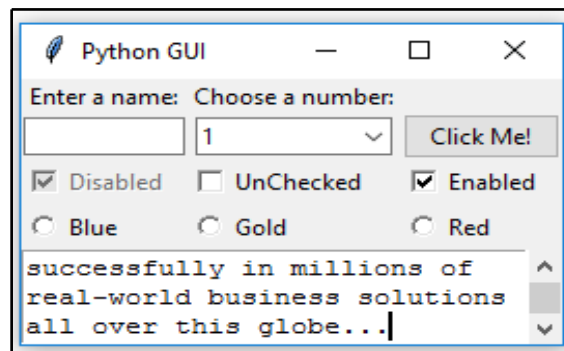 Python GUI
Enter a name: Choose a number:
1 Click Me!
Disabled UnChecked Enabled
Blue Gold Red
successfully in millions of
real-world business solutions
all over this globe...